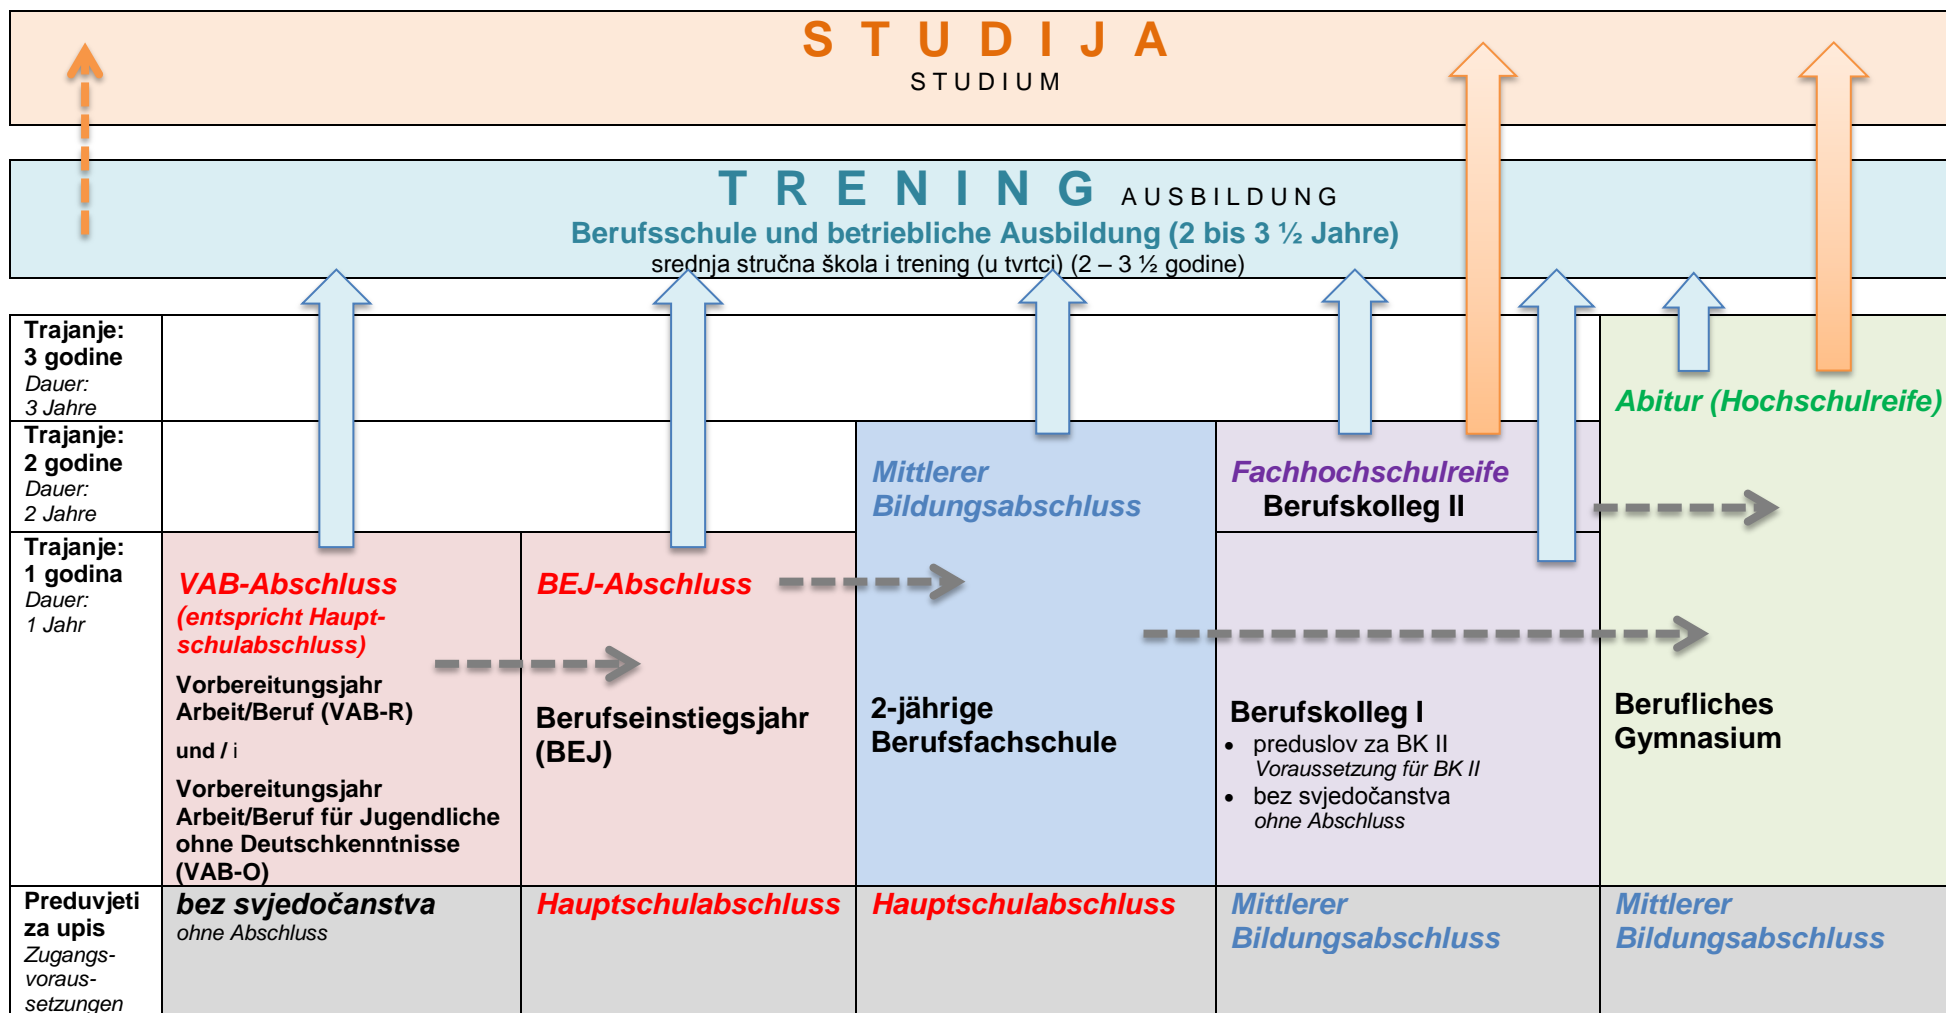 S T U D I J A
S T U D I U M
T R E N I N G A U S B I L D U N G
Berufsschule und betriebliche Ausbildung (2 bis 3 ½ Jahre)
srednja stručna škola i trening (u tvrtci) (2 – 3 ½ godine)
Trajanje:
3 godine
Dauer:
3 Jahre
Abitur (Hochschulreife)
Trajanje:
2 godine
Dauer:
2 Jahre
Mittlerer
Bildungsabschluss
Fachhochschulreife
Berufskolleg II
Trajanje:
1 godina
Dauer:
1 Jahr
VAB-Abschluss
(entspricht Haupt-
schulabschluss)
Vorbereitungsjahr
Arbeit/Beruf (VAB-R)
und / i
Vorbereitungsjahr
Arbeit/Beruf für Jugendliche
ohne Deutschkenntnisse
(VAB-O)
BEJ-Abschluss
Berufseinstiegsjahr
(BEJ)
2-jährige
Berufsfachschule
Berufskolleg I
• preduslov za BK II
Voraussetzung für BK II
• bez svjedočanstva
ohne Abschluss
Berufliches
Gymnasium
Preduvjeti
za upis
Zugangs-
voraus-
setzungen
bez svjedočanstva
ohne Abschluss
Hauptschulabschluss
Hauptschulabschluss
Mittlerer
Bildungsabschluss
Mittlerer
Bildungsabschluss